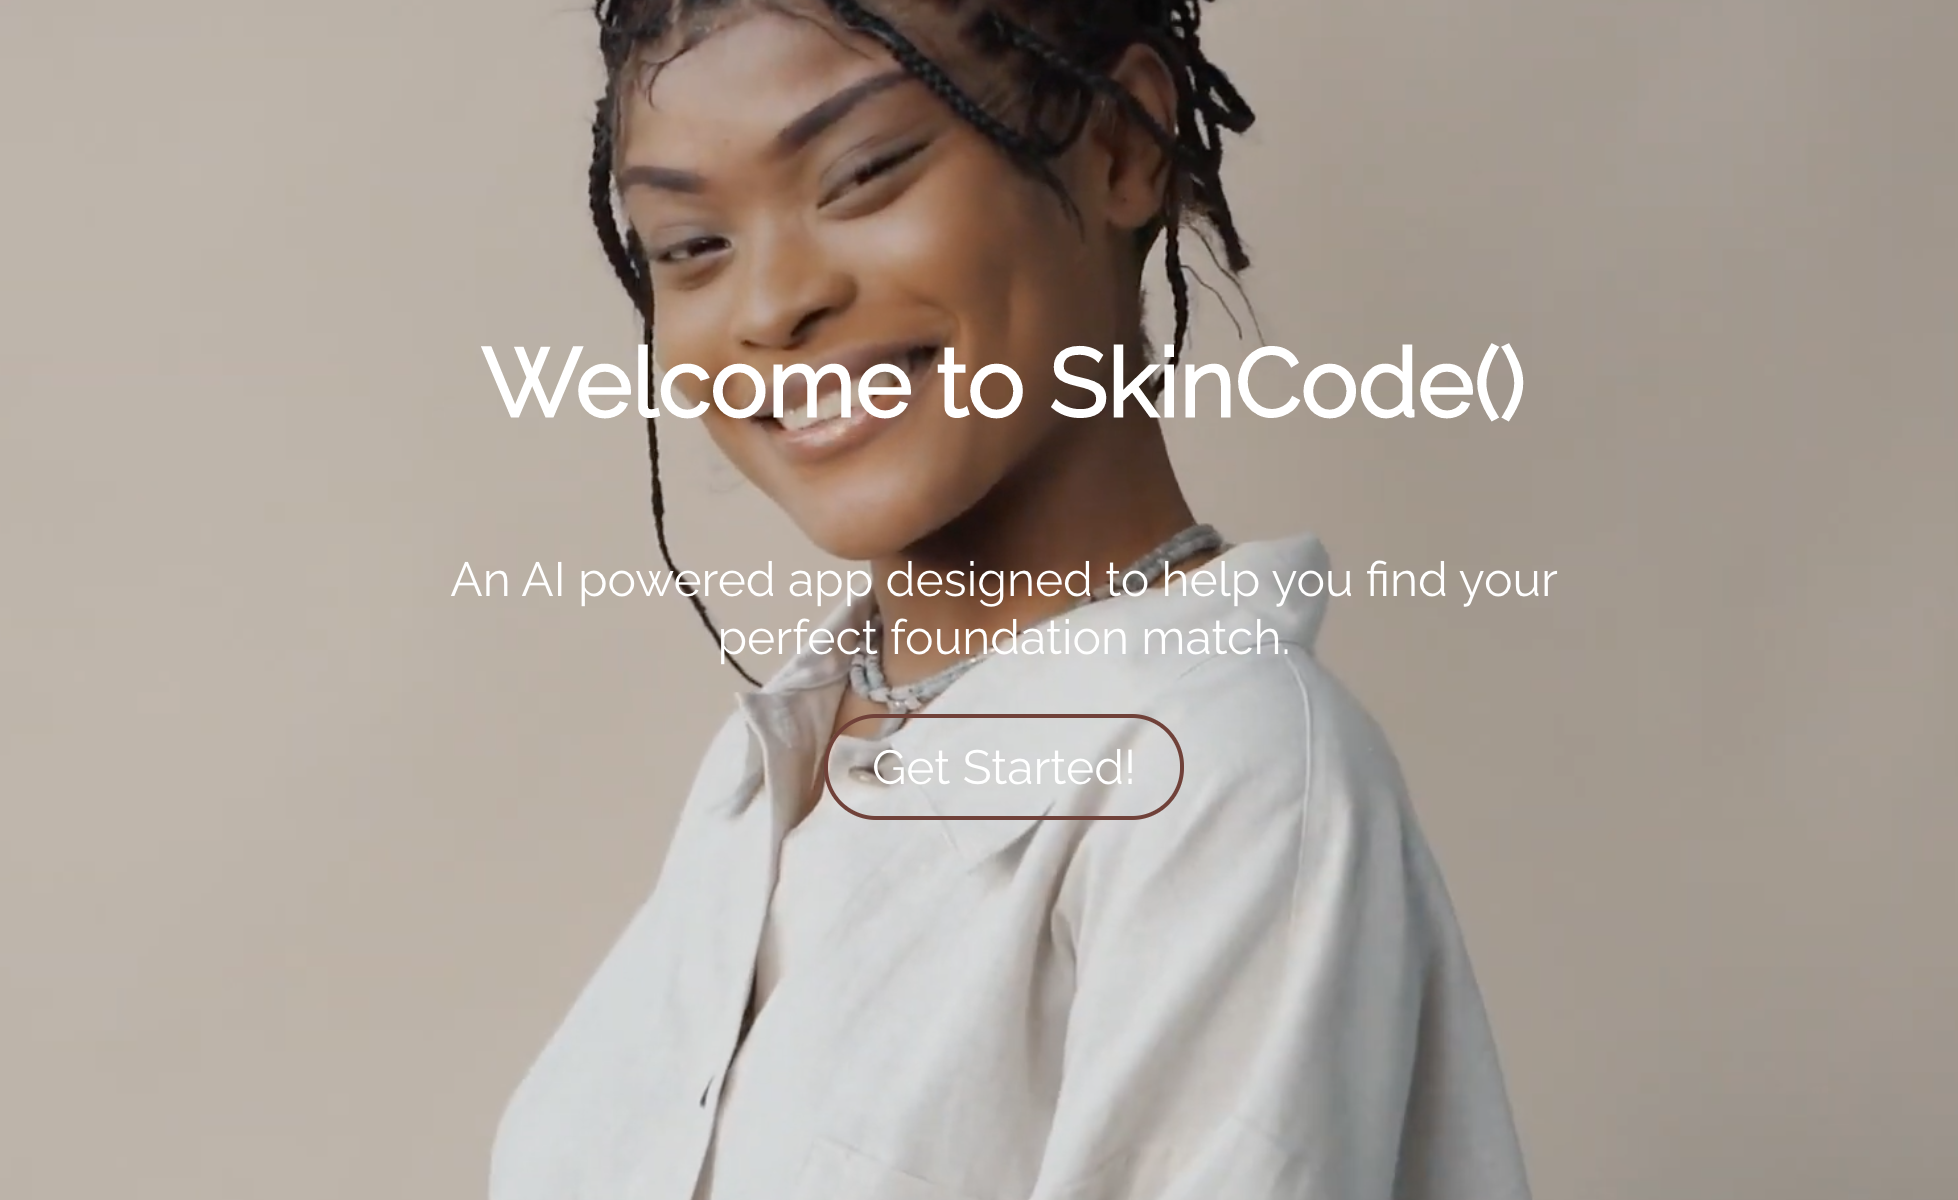 Welcome to SkinCode()
An AI powered app designed to help you find your
perfect foundation match.
Get Started!